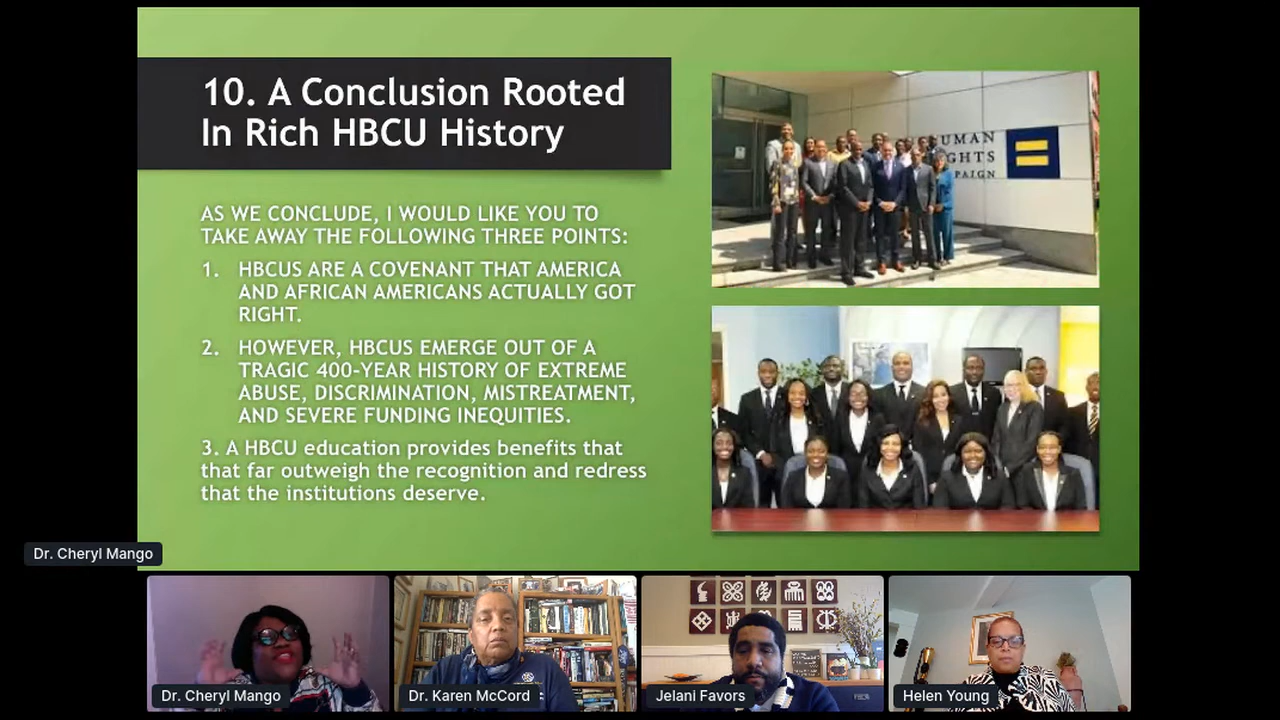 10. A Conclusion Rooted
In Rich HBCU History
AS WE CONCLUDE, I WOULD LIKE YOU TO
TAKE AWAY THE FOLLOWING THREE POINTS:
1. HBCUS ARE A COVENANT THAT AMERICA
AND AFRICAN AMERICANS ACTUALLY GOT
RIGHT.
2. HOWEVER, HBCUS EMERGE OUT OF A
TRAGIC 400-YEAR HISTORY OF EXTREME
ABUSE, DISCRIMINATION, MISTREATMENT,
AND SEVERE FUNDING INEQUITIES.
3. A HBCU education provides benefits that
that far outweigh the recognition and redress
that the institutions deserve.
UMAN
GHTS
PAIGN
Dr. Cheryl Mango
Dr. Cheryl Mango
Dr. Karen McCord
Jelani Favors
Helen Young